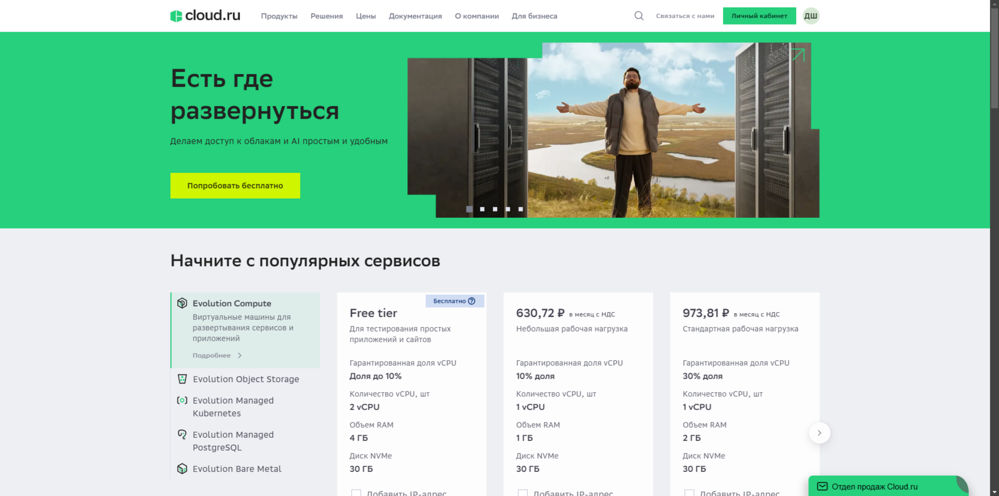 cloud.ru
Продукты
Решения
Цены
Документация
О компании
Для бизнеса
Связаться с нами
Личный кабинет
ДШ
Есть где
развернуться
Делаем доступ к облакам и AI простым и удобным
Попробовать бесплатно
Начните с популярных сервисов
Evolution Compute
Виртуальные машины для
развертывания сервисов и
приложений
Подробнее
Evolution Object Storage
Evolution Managed
Kubernetes
Evolution Managed
PostgreSQL
Evolution Bare Metal
Бесплатно
Free tier
Для тестирования простых
приложений и сайтов
Гарантированная доля vCPU
Доля до 10%
Количество vCPU, шт
2 vCPU
Объем RAM
4 ГБ
Диск NVMe
30 ГБ
Добавить IP-адрес
630,72 ₽ в месяц с НДС
Небольшая рабочая нагрузка
Гарантированная доля vCPU
10% доля
Количество vCPU, шт
1 vCPU
Объем RAM
1 ГБ
Диск NVMe
30 ГБ
Добавить IP-адрес
973,81 ₽ в месяц с НДС
Стандартная рабочая нагрузка
Гарантированная доля vCPU
30% доля
Количество vCPU, шт
1 vCPU
Объем RAM
2 ГБ
Диск NVMe
30 ГБ
Добавить IP-адрес
Отдел продаж Cloud.ru